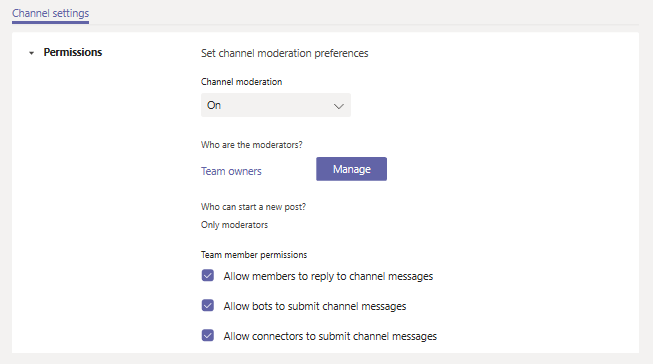 Channel settings
Permissions
Set channel moderation preferences
Channel moderation
On
Who are the moderators?
Team owners
Manage
Who can start a new post?
Only moderators
Team member permissions
Allow members to reply to channel messages
Allow bots to submit channel messages
Allow connectors to submit channel messages